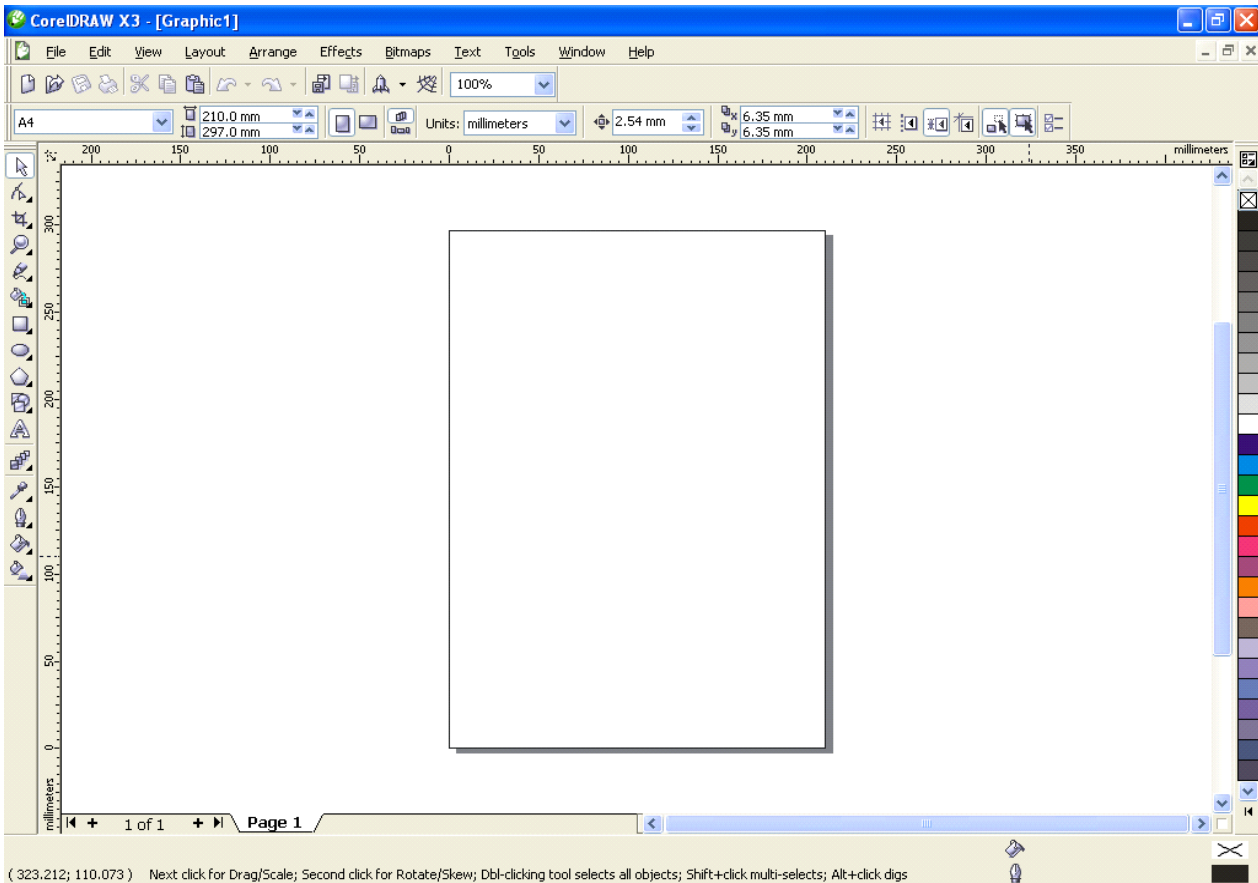 CorelDRAW X3 - [Graphic1]
File Edit View Layout Arrange Effects Bitmaps Text Tools Window Help
100%
A4 210.0 mm 297.0 mm Units: millimeters 2.54 mm x 6.35 mm y 6.35 mm
200 150 100 50 0 50 100 150 200 250 300 350 millimeters
300
250
200
150
100
50
0
millimeters
1 of 1 Page 1
( 323.212; 110.073 ) Next click for Drag/Scale; Second click for Rotate/Skew; Dbl-clicking tool selects all objects; Shift+click multi-selects; Alt+click digs